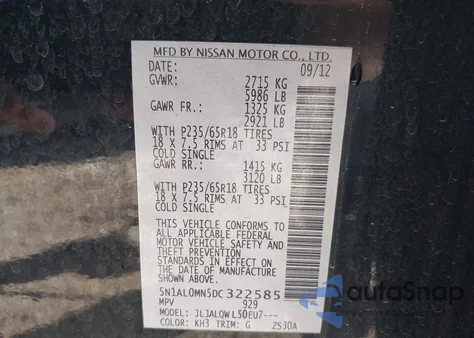 MFD BY NISSAN MOTOR CO., LTD.
DATE: 09/12
GVWR: 2715 KG
5986 LB
GAWR FR.: 1325 KG
2921 LB
WITH P235/65R18 TIRES
18 X 7.5 RIMS AT 33 PSI
COLD SINGLE
GAWR RR.: 1415 KG
3120 LB
WITH P235/65R18 TIRES
18 X 7.5 RIMS AT 33 PSI
COLD SINGLE
THIS VEHICLE CONFORMS TO
ALL APPLICABLE FEDERAL
MOTOR VEHICLE SAFETY AND
THEFT PREVENTION
STANDARDS IN EFFECT ON THE
DATE OF MANUFACTURE
5N1AL0MN5DC322585
MPV 929
MODEL: JLJALQWL50EU7---
COLOR: KH3 TRIM: G ZS30A
autoSnap